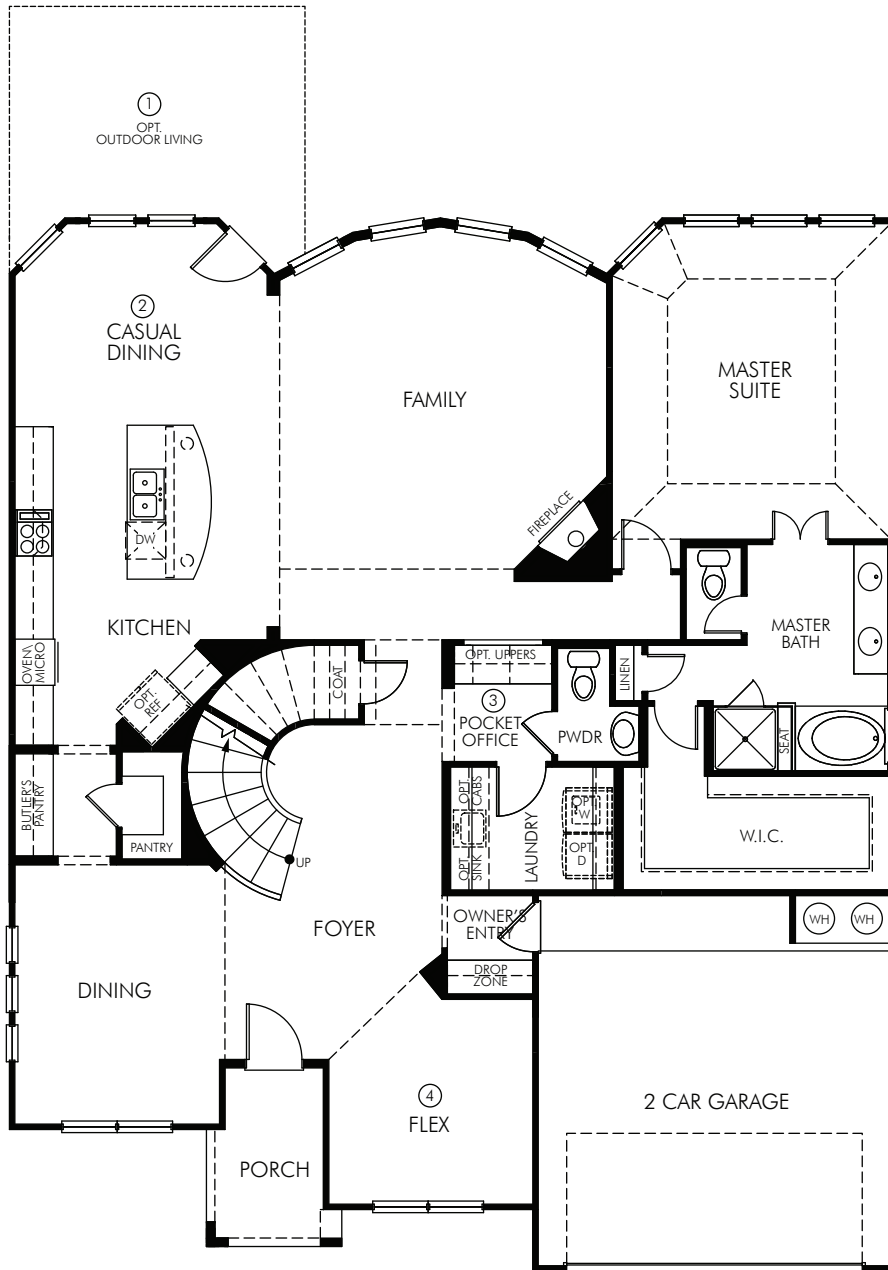 1
OPT.
OUTDOOR LIVING
2
CASUAL
DINING
FAMILY
MASTER
SUITE
FIREPLACE
DW
KITCHEN
OVEN/
MICRO
OPT.
REF
COAT
OPT. UPPERS
3
POCKET
OFFICE
PWDR
LINEN
MASTER
BATH
SEAT
BUTLER'S
PANTRY
PANTRY
UP
OPT.
CABS
OPT.
SINK
LAUNDRY
OPT.
W
OPT.
D
W.I.C.
FOYER
OWNER'S
ENTRY
DROP
ZONE
WH
WH
DINING
4
FLEX
2 CAR GARAGE
PORCH